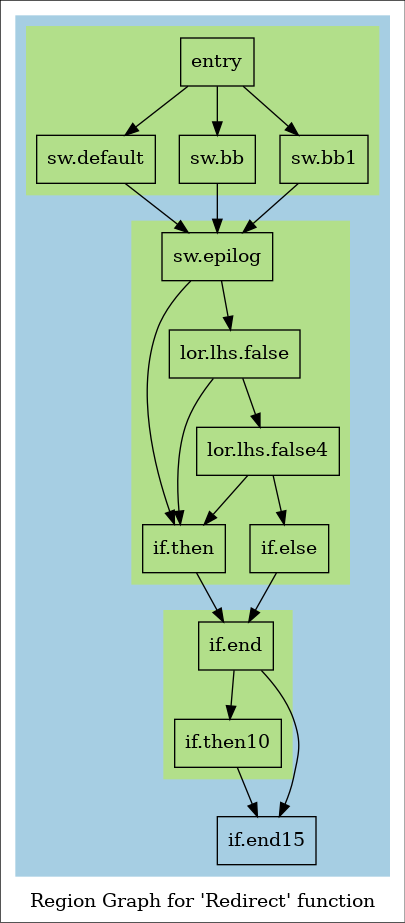 entry
sw.default
sw.bb
sw.bb1
sw.epilog
lor.lhs.false
lor.lhs.false4
if.then
if.else
if.end
if.then10
if.end15
Region Graph for 'Redirect' function